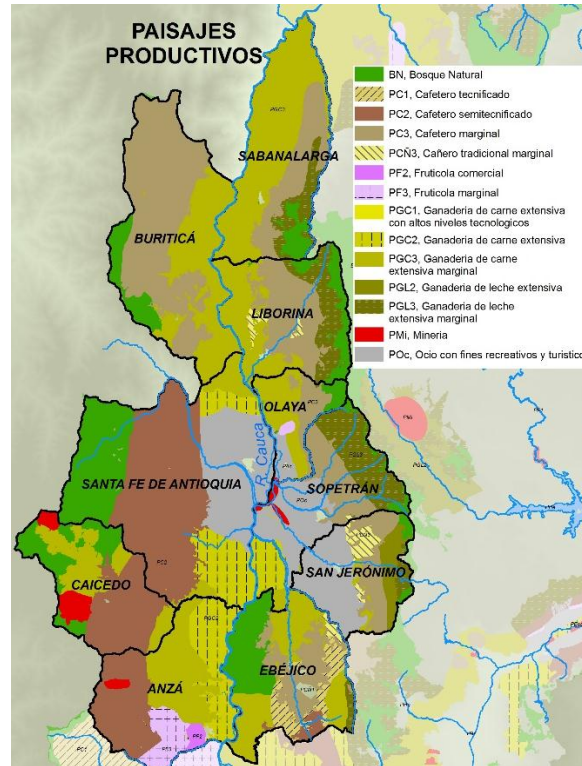 PAISAJES
PRODUCTIVOS
BN, Bosque Natural
PC1, Cafetero tecnificado
PC2, Cafetero semitecnificado
PC3, Cafetero marginal
PCÑ3, Cañero tradicional marginal
PF2, Fruticola comercial
PF3, Fruticola marginal
PGC1, Ganaderia de carne extensiva
con altos niveles tecnologicos
PGC2, Ganaderia de carne extensiva
PGC3, Ganaderia de carne
extensiva marginal
PGL2, Ganaderia de leche extensiva
PGL3, Ganaderia de leche
extensiva marginal
PMi, Mineria
POc, Ocio con fines recreativos y turistico
SABANALARGA
BURITICÁ
LIBORINA
OLAYA
R. Cauca
SANTA FE DE ANTIOQUIA
SOPETRÁN
SAN JERÓNIMO
CAICEDO
PC2
EBÉJICO
ANZÁ
PF3
PF2
PC1